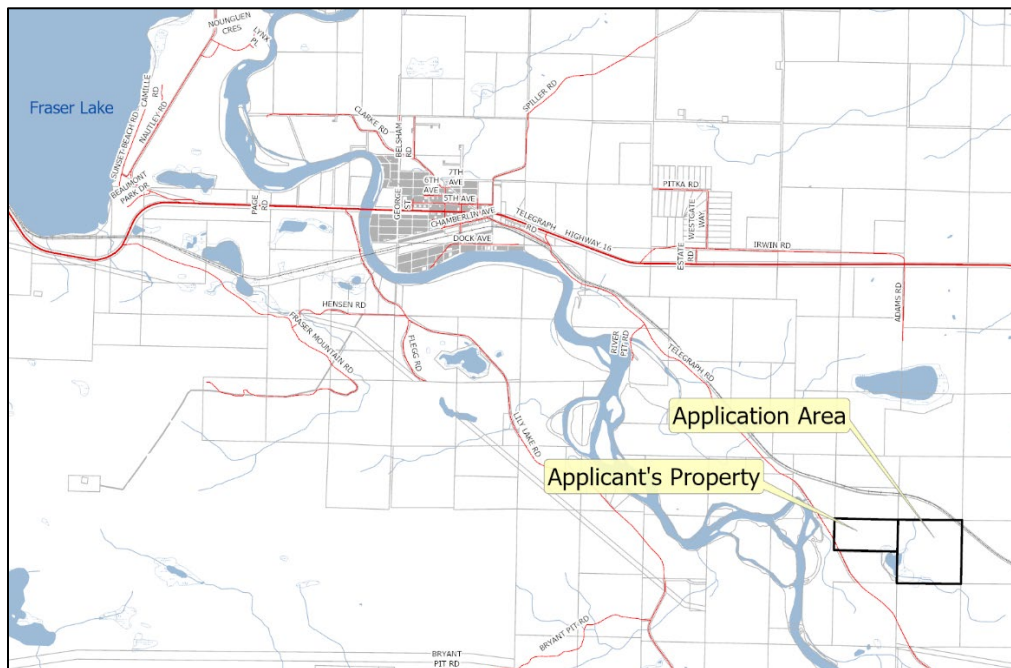 NOUNGUEN
CRES
LYNX
PL
Fraser Lake
SUNSET-BEACH RD
CAMILLE
RD
NAUTLEY RD
BEAUMONT
PARK DR
PAGE
RD
CLARKE RD
BELSHAM
RD
SPILLER RD
7TH
AVE
6TH
AVE
5TH AVE
GEORGE
ST
CHAMBERLIN AVE
DOCK AVE
TELEGRAPH
RD
HIGHWAY 16
PITKA RD
WESTGATE
WAY
ESTATE
RD
IRWIN RD
ADAMS RD
HENSEN RD
FRASER MOUNTAIN RD
FLEGG RD
RIVER
PIT RD
TELEGRAPH RD
LILY LAKE RD
Application Area
Applicant's Property
BRYANT PIT RD
BRYANT
PIT RD